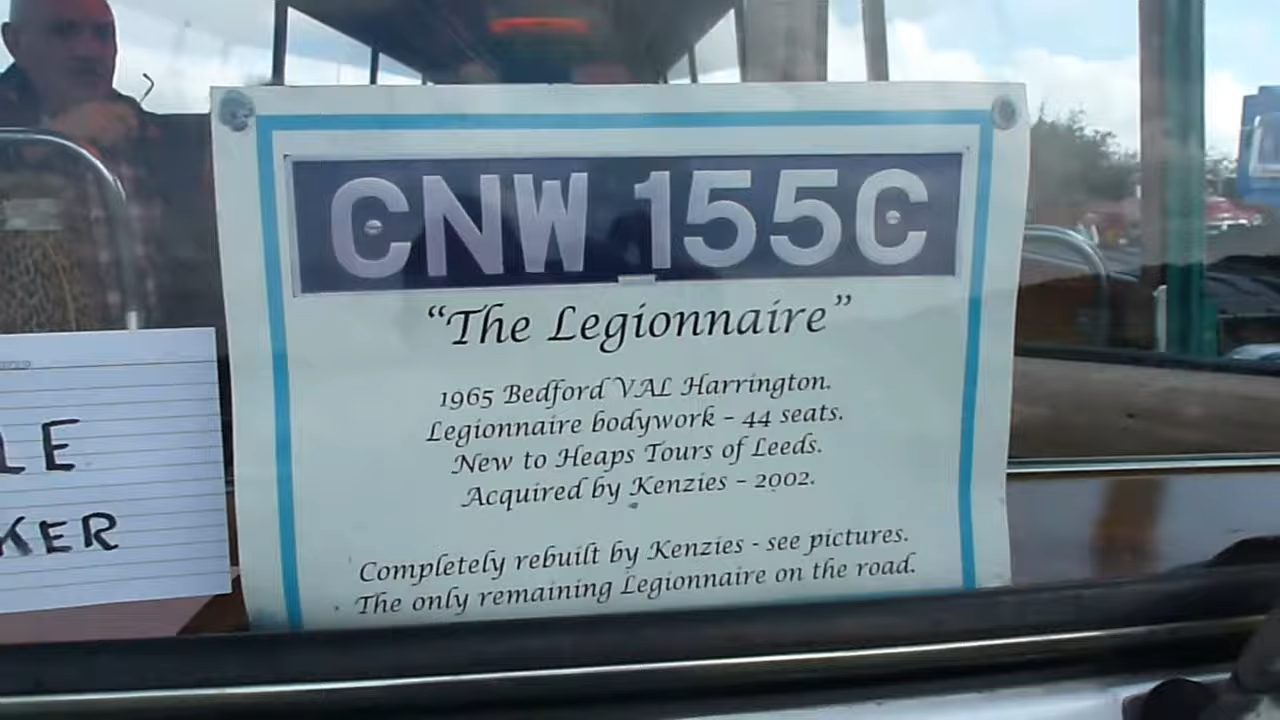 CNW 155C
“The Legionnaire”
1965 Bedford VAL Harrington.
Legionnaire bodywork – 44 seats.
New to Heaps Tours of Leeds.
Acquired by Kenzies – 2002.
Completely rebuilt by Kenzies - see pictures.
The only remaining Legionnaire on the road.
LE
KER